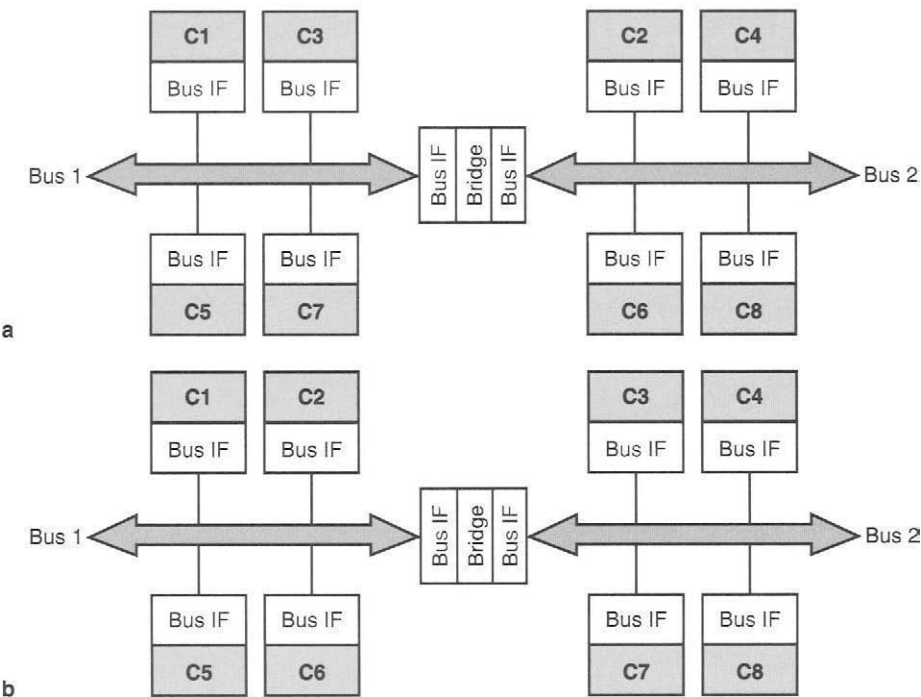 C1 C3 C2 C4
Bus IF Bus IF Bus IF Bus IF
Bus 1 Bus IF Bridge Bus IF Bus 2
Bus IF Bus IF Bus IF Bus IF
C5 C7 C6 C8
a
C1 C2 C3 C4
Bus IF Bus IF Bus IF Bus IF
Bus 1 Bus IF Bridge Bus IF Bus 2
Bus IF Bus IF Bus IF Bus IF
C5 C6 C7 C8
b